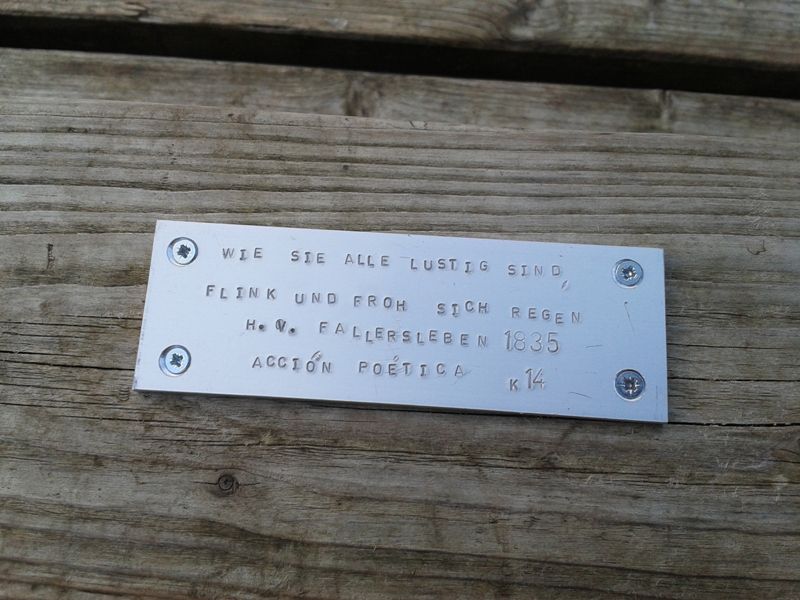 WIE SIE ALLE LUSTIG SIND,
FLINK UND FROH SICH REGEN
H. V. FALLERSLEBEN 1835
ACCIÓN POÉTICA K14